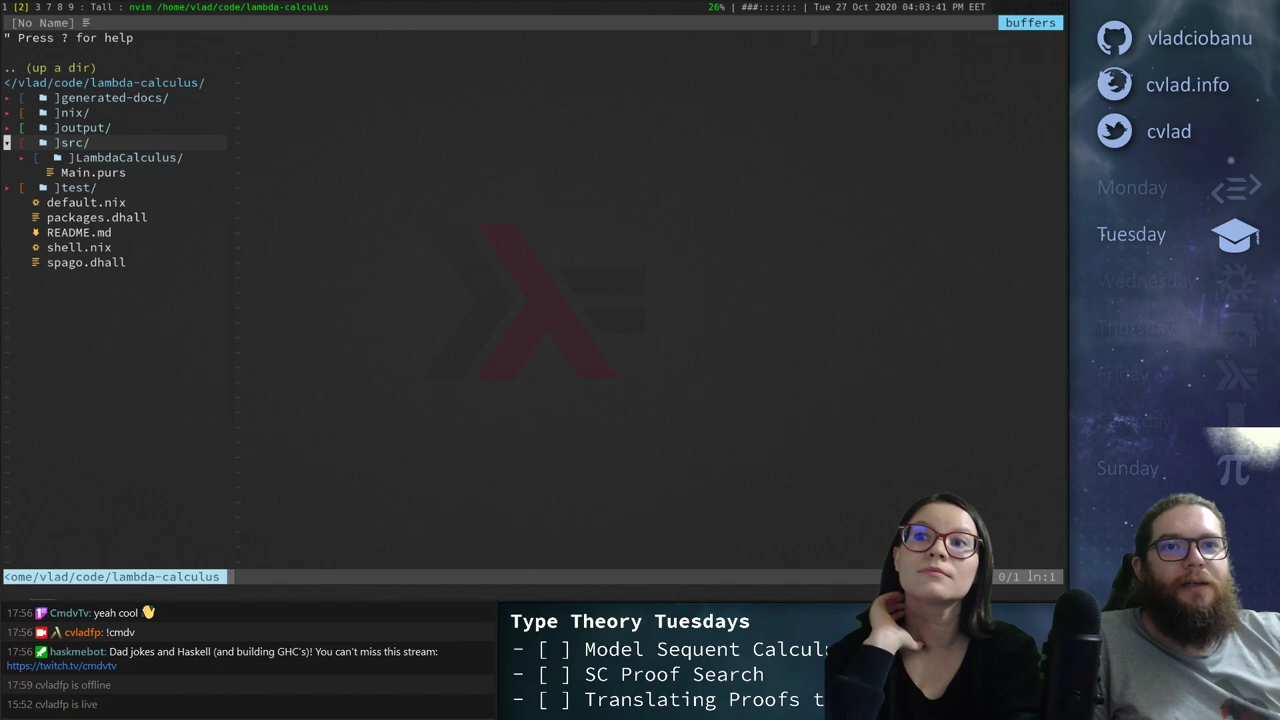 1 [2] 3 7 8 9 : Tall : nvim /home/vlad/code/lambda-calculus
26% | ###::::::: | Tue 27 Oct 2020 04:03:41 PM EET
[No Name]
buffers
" Press ? for help
.. (up a dir)
</vlad/code/lambda-calculus/
▸ [ ]generated-docs/
▸ [ ]nix/
▸ [ ]output/
▾ [ ]src/
▸ [ ]LambdaCalculus/
Main.purs
▸ [ ]test/
default.nix
packages.dhall
README.md
shell.nix
spago.dhall
<ome/vlad/code/lambda-calculus
0/1 ln:1
17:56 CmdvTv: yeah cool
17:56 cvladfp: !cmdv
17:56 haskmebot: Dad jokes and Haskell (and building GHC's)! You can't miss this stream:
https://twitch.tv/cmdvtv
17:59 cvladfp is offline
15:52 cvladfp is live
Type Theory Tuesdays
- [ ] Model Sequent Calcul
- [ ] SC Proof Search
- [ ] Translating Proofs t
vladciobanu
cvlad.info
cvlad
Monday
Tuesday
Wednesday
Thursday
Friday
Saturday
Sunday